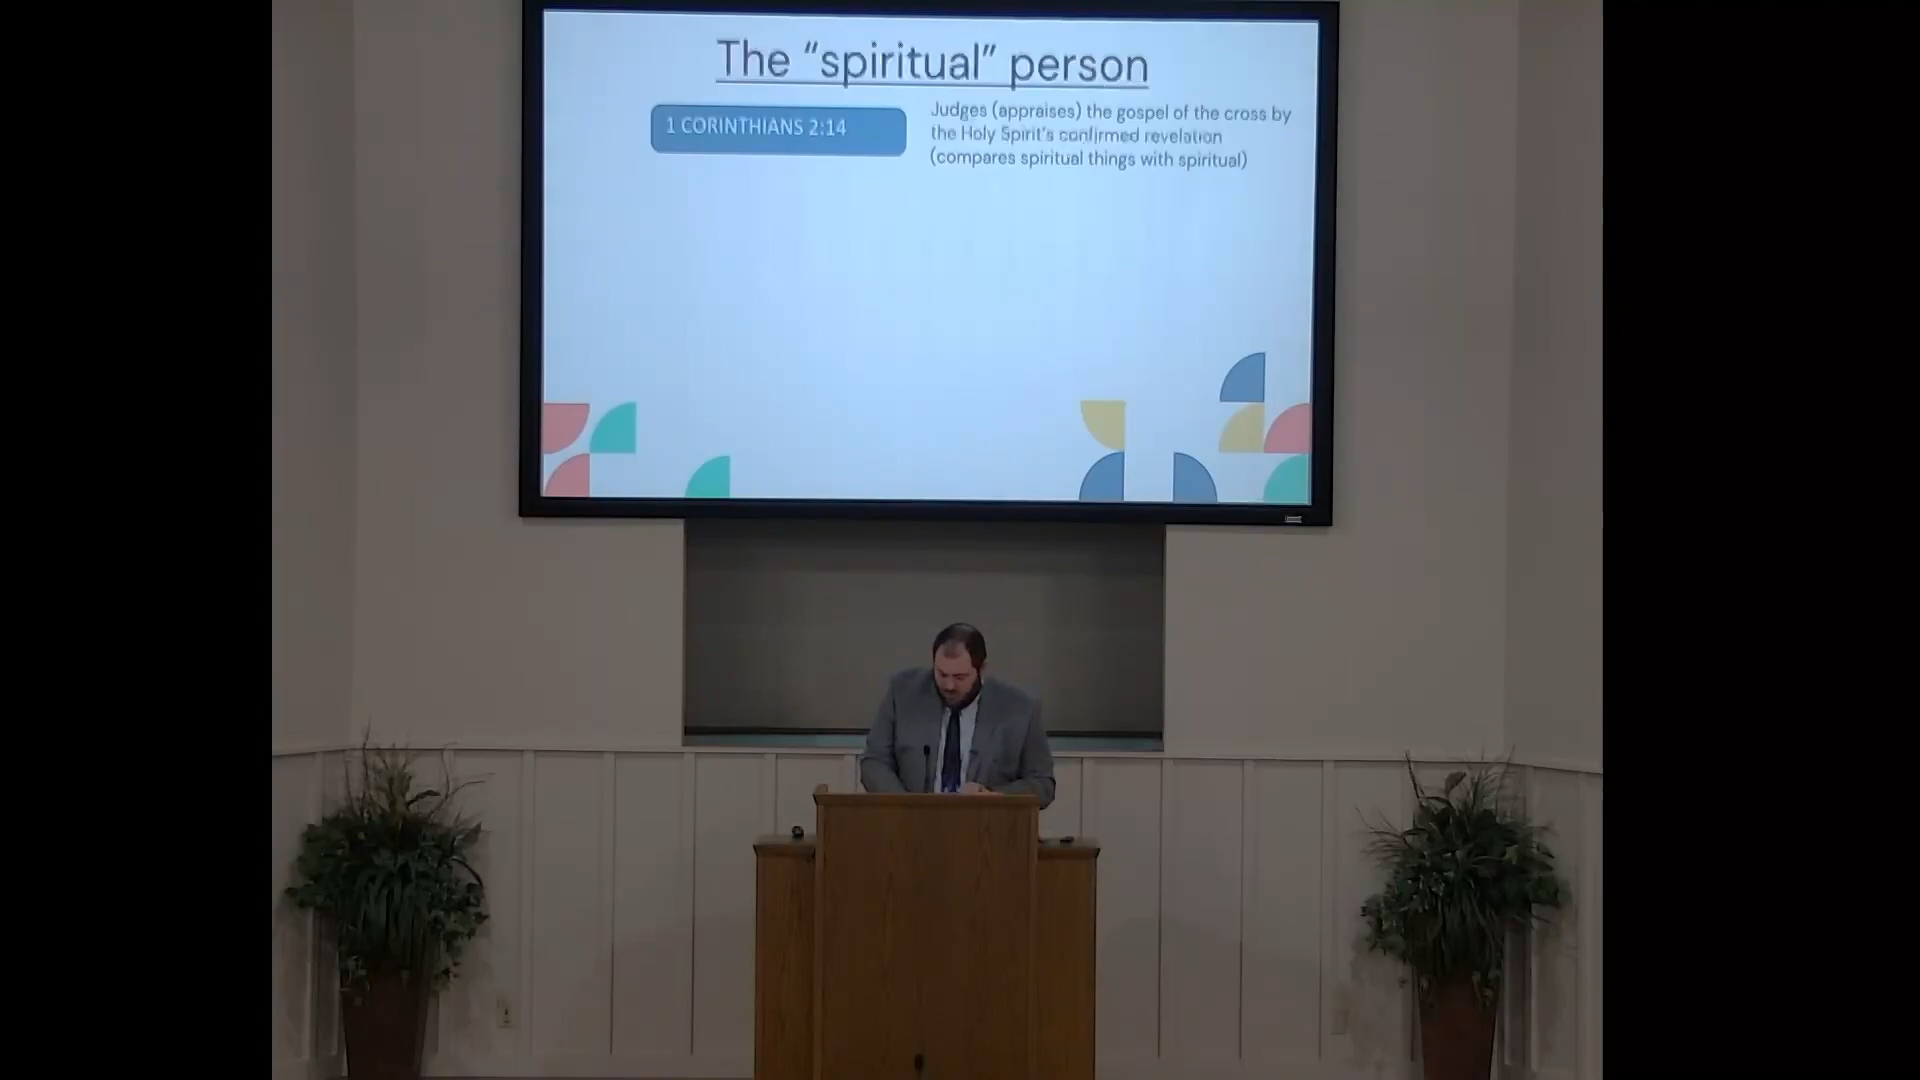 The “spiritual” person
1 CORINTHIANS 2:14
Judges (appraises) the gospel of the cross by
the Holy Spirit's confirmed revelation
(compares spiritual things with spiritual)